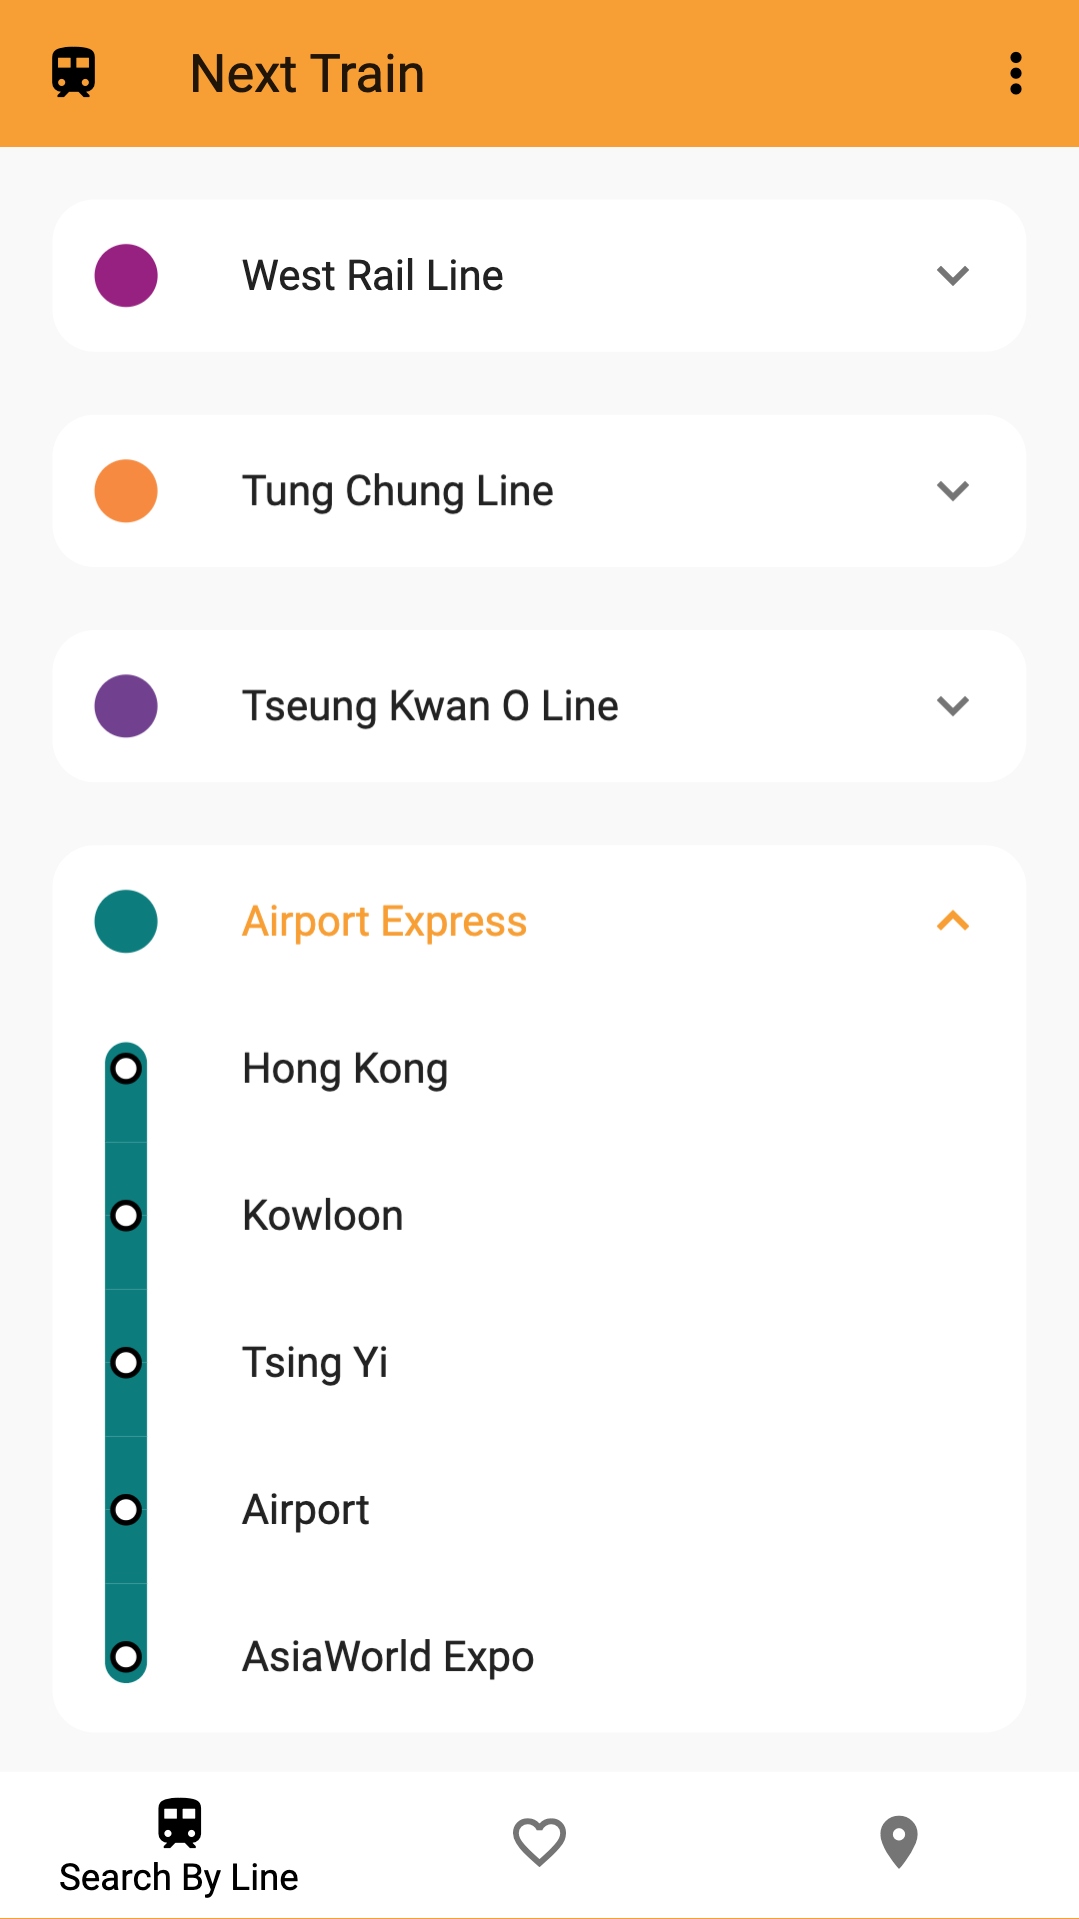 Next Train
West Rail Line
Tung Chung Line
Tseung Kwan O Line
Airport Express
Hong Kong
Kowloon
Tsing Yi
Airport
AsiaWorld Expo
Search By Line